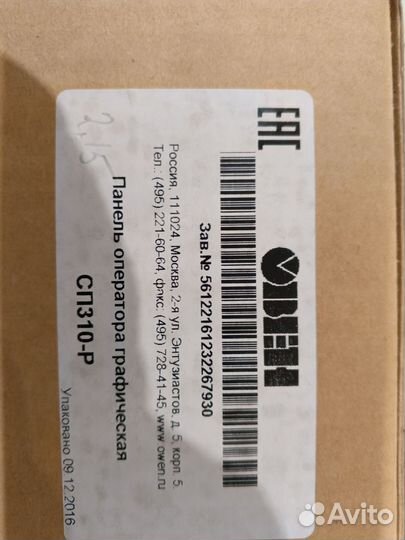 ЕАС
ОВЕН
Зав.№ 56122161232267930
Россия, 111024, Москва, 2-я ул. Энтузиастов, д. 5, корп. 5.
Тел.: (495) 221-60-64, факс: (495) 728-41-45, www.owen.ru
Панель оператора графическая
СП310-Р
Упаковано 09.12.2016
2,15
Avito